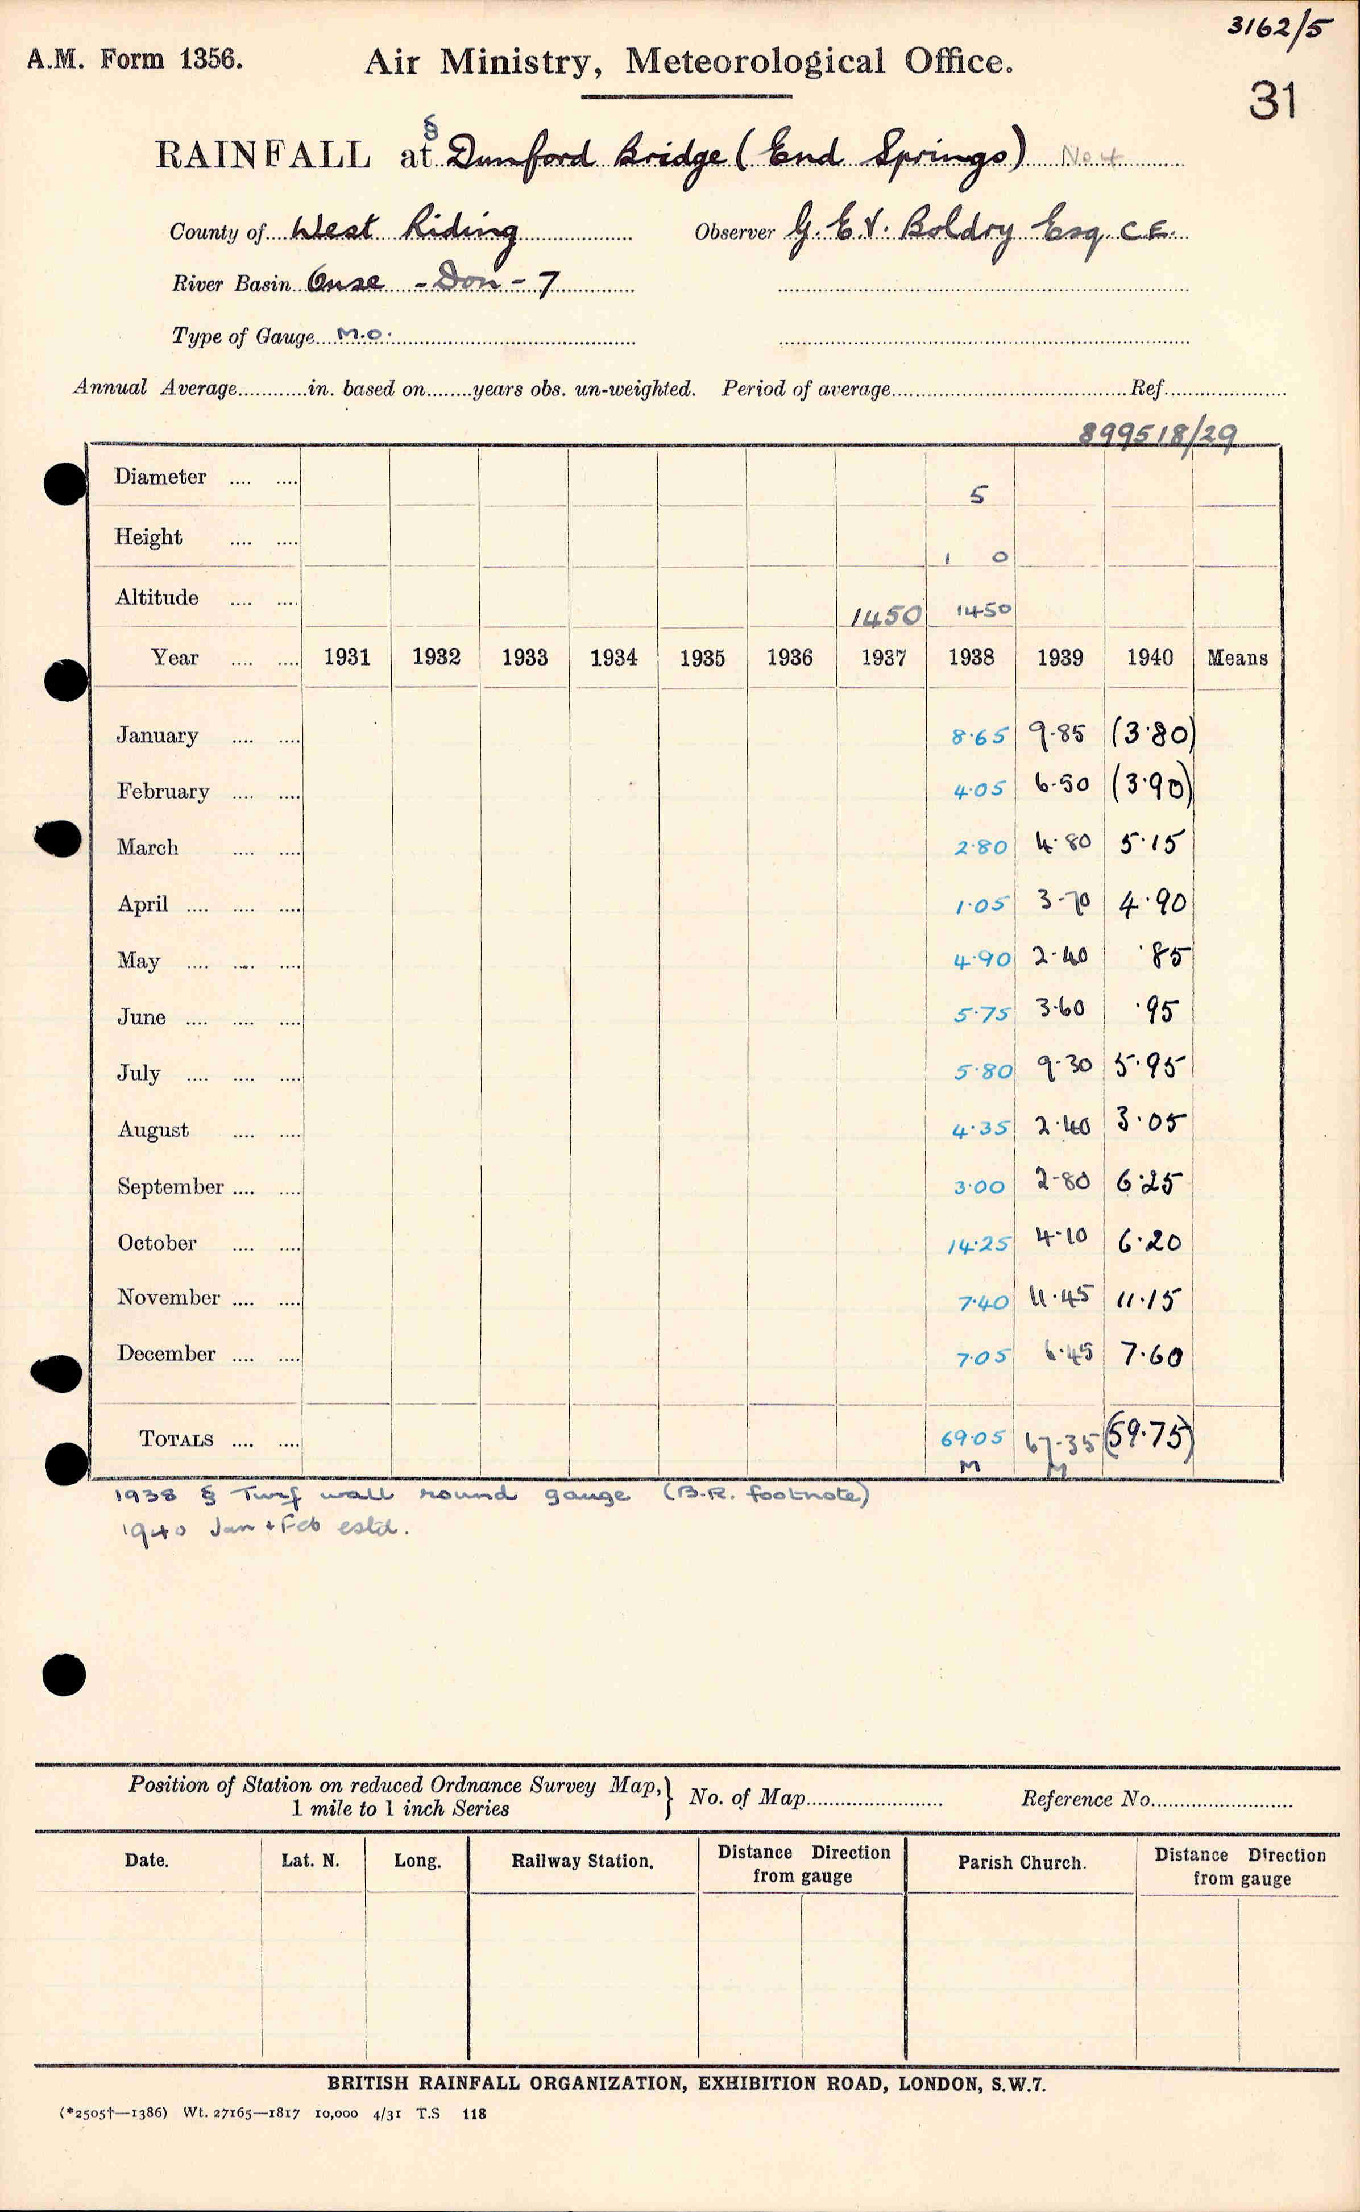 3162/5
A.M. Form 1356. Air Ministry, Meteorological Office.
31
RAINFALL at § Dunford Bridge (End Springs) No 4
County of West Riding Observer G. E. V. Boldry Esq. C.E.
River Basin Ouse - Don - 7
Type of Gauge M.O.
Annual Average............in. based on........years obs. un-weighted. Period of average........................................Ref.....................
899518/29
Diameter .... .... 5
Height .... .... 1 0
Altitude .... .... 1450 1450
Year .... .... 1931 1932 1933 1934 1935 1936 1937 1938 1939 1940 Means
January .... .... 8.65 9.85 (3.80)
February .... .... 4.05 6.50 (3.90)
March .... .... 2.80 4.80 5.15
April .... .... .... 1.05 3.70 4.90
May .... .... .... 4.90 2.40 .85
June .... .... .... 5.75 3.60 .95
July .... .... .... 5.80 9.30 5.95
August .... .... 4.35 2.40 3.05
September .... .... 3.00 2.80 6.25
October .... .... 14.25 4.10 6.20
November .... .... 7.40 11.45 11.15
December .... .... 7.05 6.45 7.60
TOTALS .... .... 69.05 67.35 (59.75)
M M
1938 § Turf wall round gauge (B.R. footnote)
1940 Jan + Feb estd.
Position of Station on reduced Ordnance Survey Map,} No. of Map........................ Reference No.........................
1 mile to 1 inch Series
Date. Lat. N. Long. Railway Station. Distance Direction from gauge Parish Church. Distance Direction from gauge
BRITISH RAINFALL ORGANIZATION, EXHIBITION ROAD, LONDON, S.W.7.
(*2505†—1386) Wt. 27165—1817 10,000 4/31 T.S 118